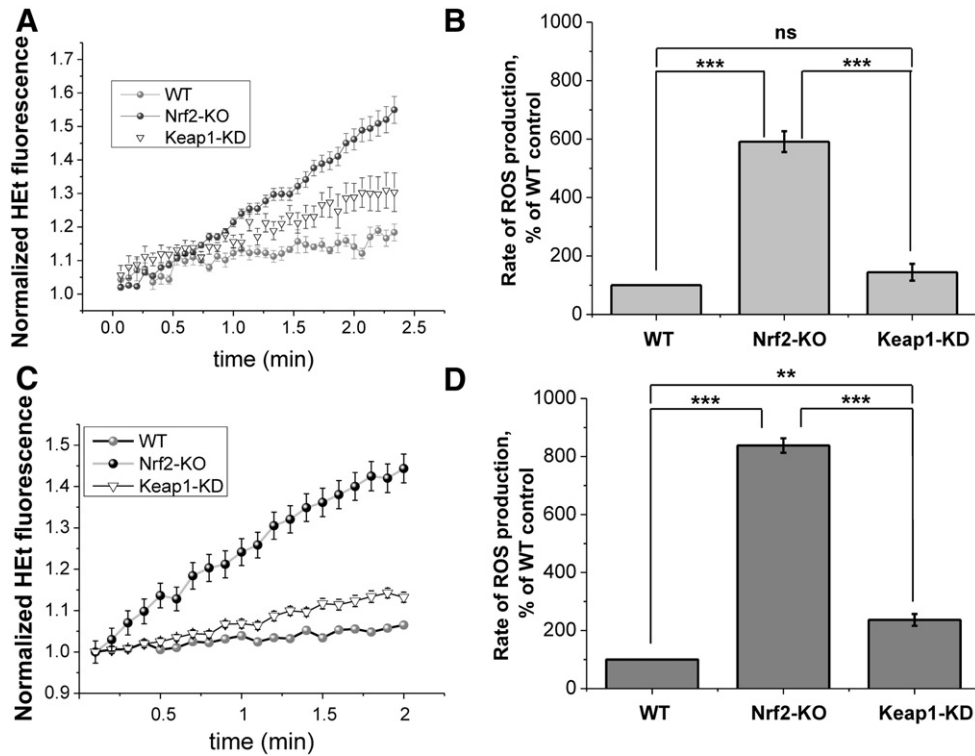 A
Normalized HEt fluorescence
1.6
1.5
1.4
1.3
1.2
1.1
1.0
WT
Nrf2-KO
Keap1-KD
0.0 0.5 1.0 1.5 2.0 2.5
time (min)
B
Rate of ROS production,
% of WT control
1000
800
600
400
200
0
ns
*** ***
WT Nrf2-KO Keap1-KD
C
Normalized HEt fluorescence
1.5
1.4
1.3
1.2
1.1
1.0
0.9
WT
Nrf2-KO
Keap1-KD
0.5 1 1.5 2
time (min)
D
Rate of ROS production,
% of WT control
1000
800
600
400
200
0
**
*** ***
WT Nrf2-KO Keap1-KD